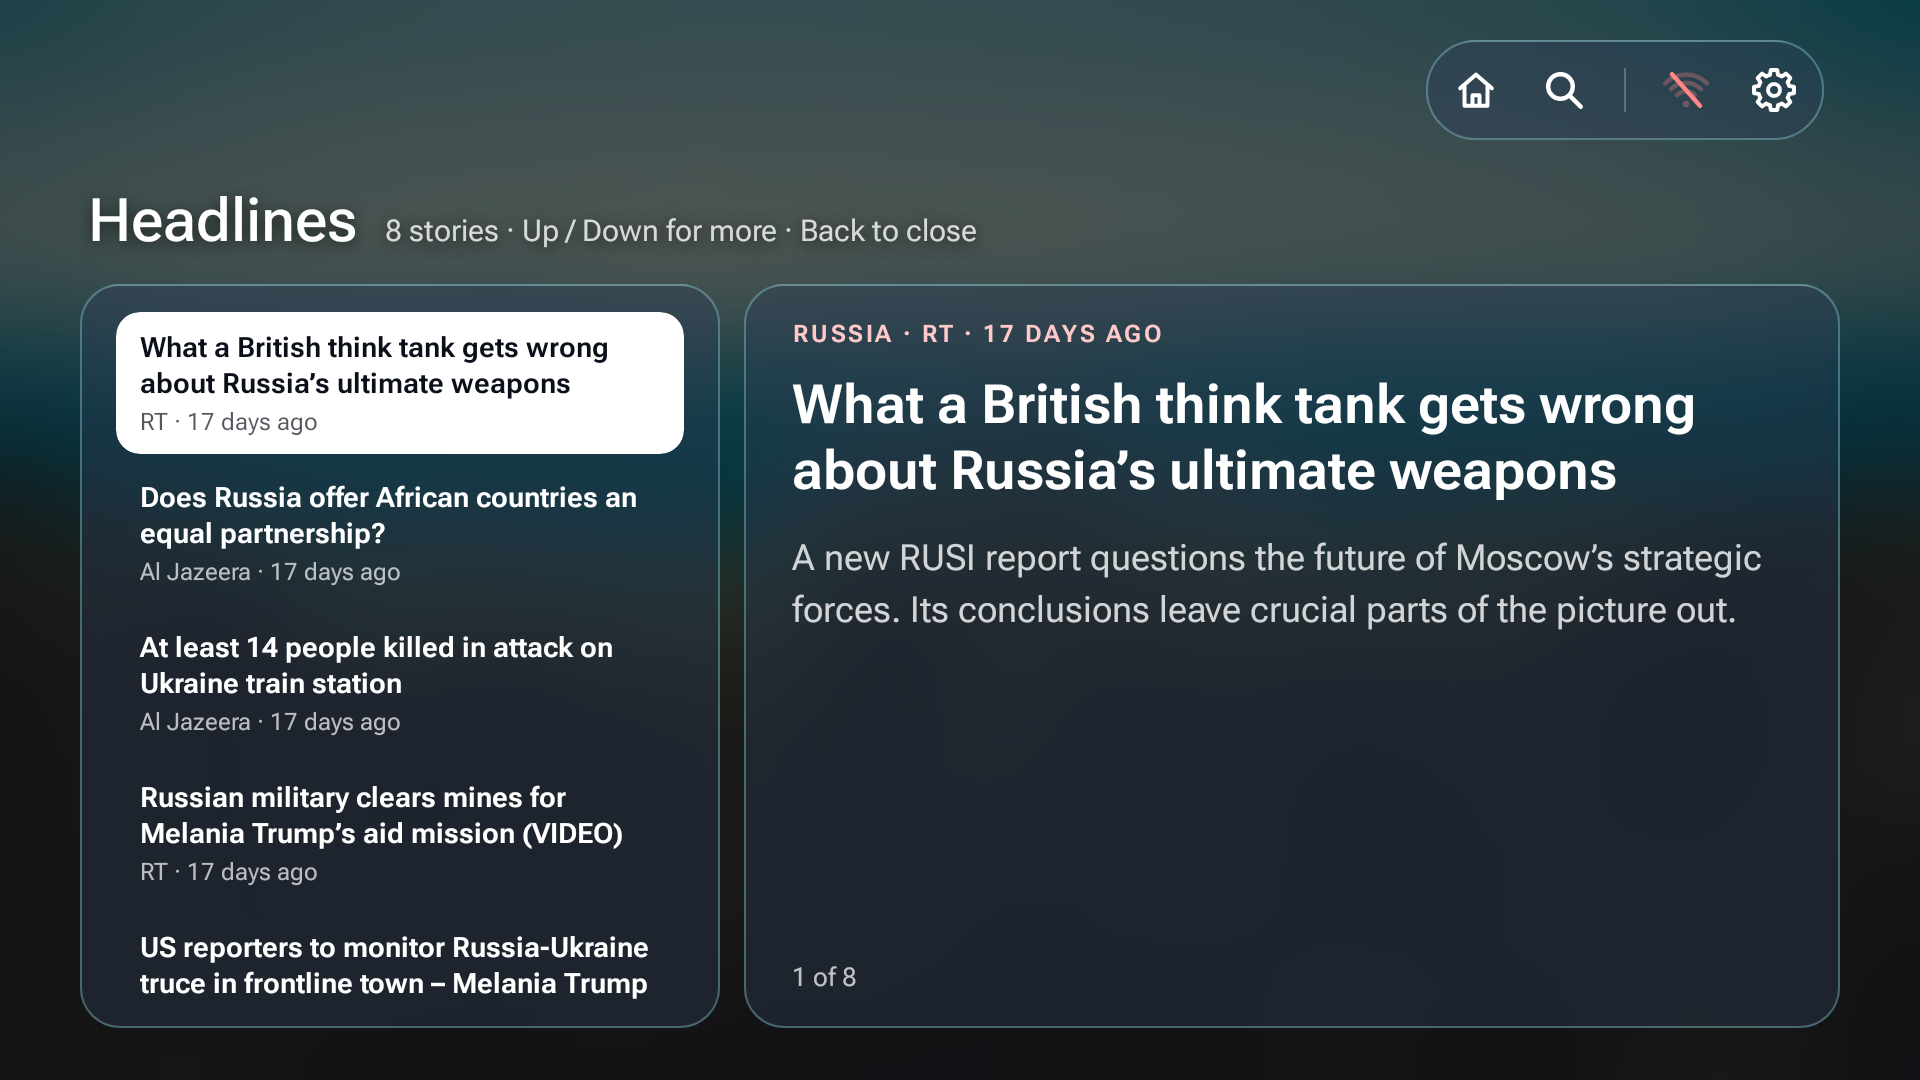 Headlines
8 stories · Up / Down for more · Back to close
What a British think tank gets wrong
about Russia’s ultimate weapons
RT · 17 days ago
Does Russia offer African countries an
equal partnership?
Al Jazeera · 17 days ago
At least 14 people killed in attack on
Ukraine train station
Al Jazeera · 17 days ago
Russian military clears mines for
Melania Trump’s aid mission (VIDEO)
RT · 17 days ago
US reporters to monitor Russia-Ukraine
truce in frontline town – Melania Trump
RUSSIA · RT · 17 DAYS AGO
What a British think tank gets wrong
about Russia’s ultimate weapons
A new RUSI report questions the future of Moscow’s strategic
forces. Its conclusions leave crucial parts of the picture out.
1 of 8